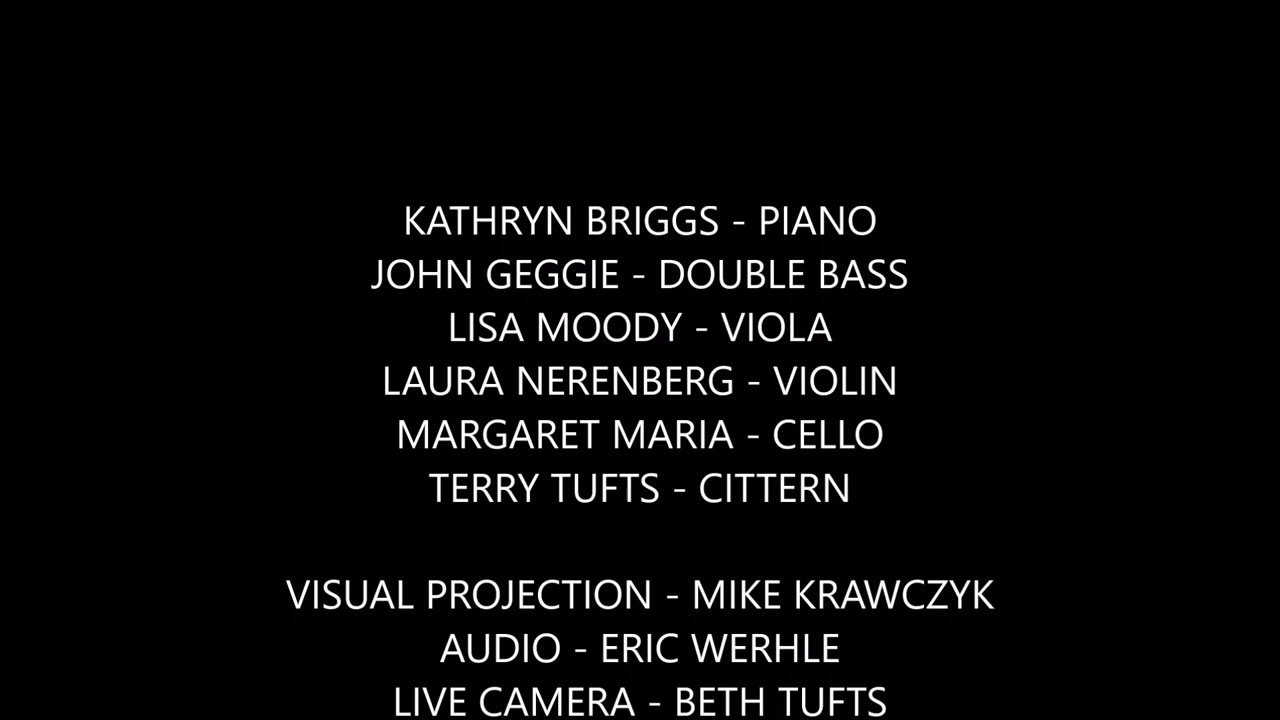 KATHRYN BRIGGS - PIANO
JOHN GEGGIE - DOUBLE BASS
LISA MOODY - VIOLA
LAURA NERENBERG - VIOLIN
MARGARET MARIA - CELLO
TERRY TUFTS - CITTERN
VISUAL PROJECTION - MIKE KRAWCZYK
AUDIO - ERIC WERHLE
LIVE CAMERA - BETH TUFTS